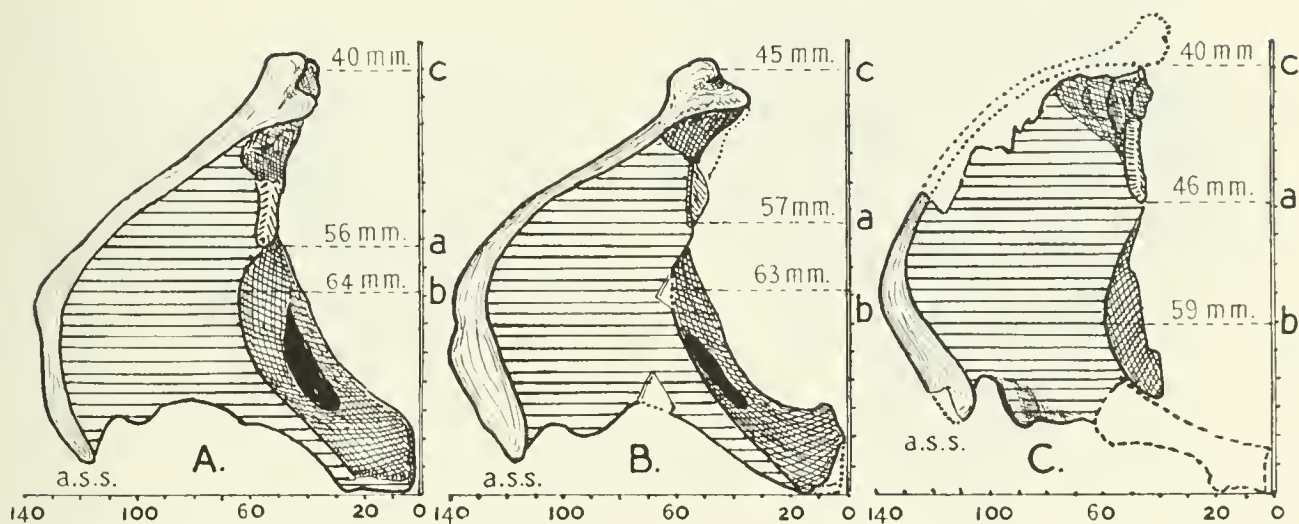 40 mm. c
56 mm. a
64 mm. b
A.
a.s.s.
140 100 60 20 0
45 mm. c
57 mm. a
63 mm. b
B.
a.s.s.
140 100 60 20 0
40 mm c
46 mm. a
59 mm. b
C.
a.s.s.
140 100 60 20 0